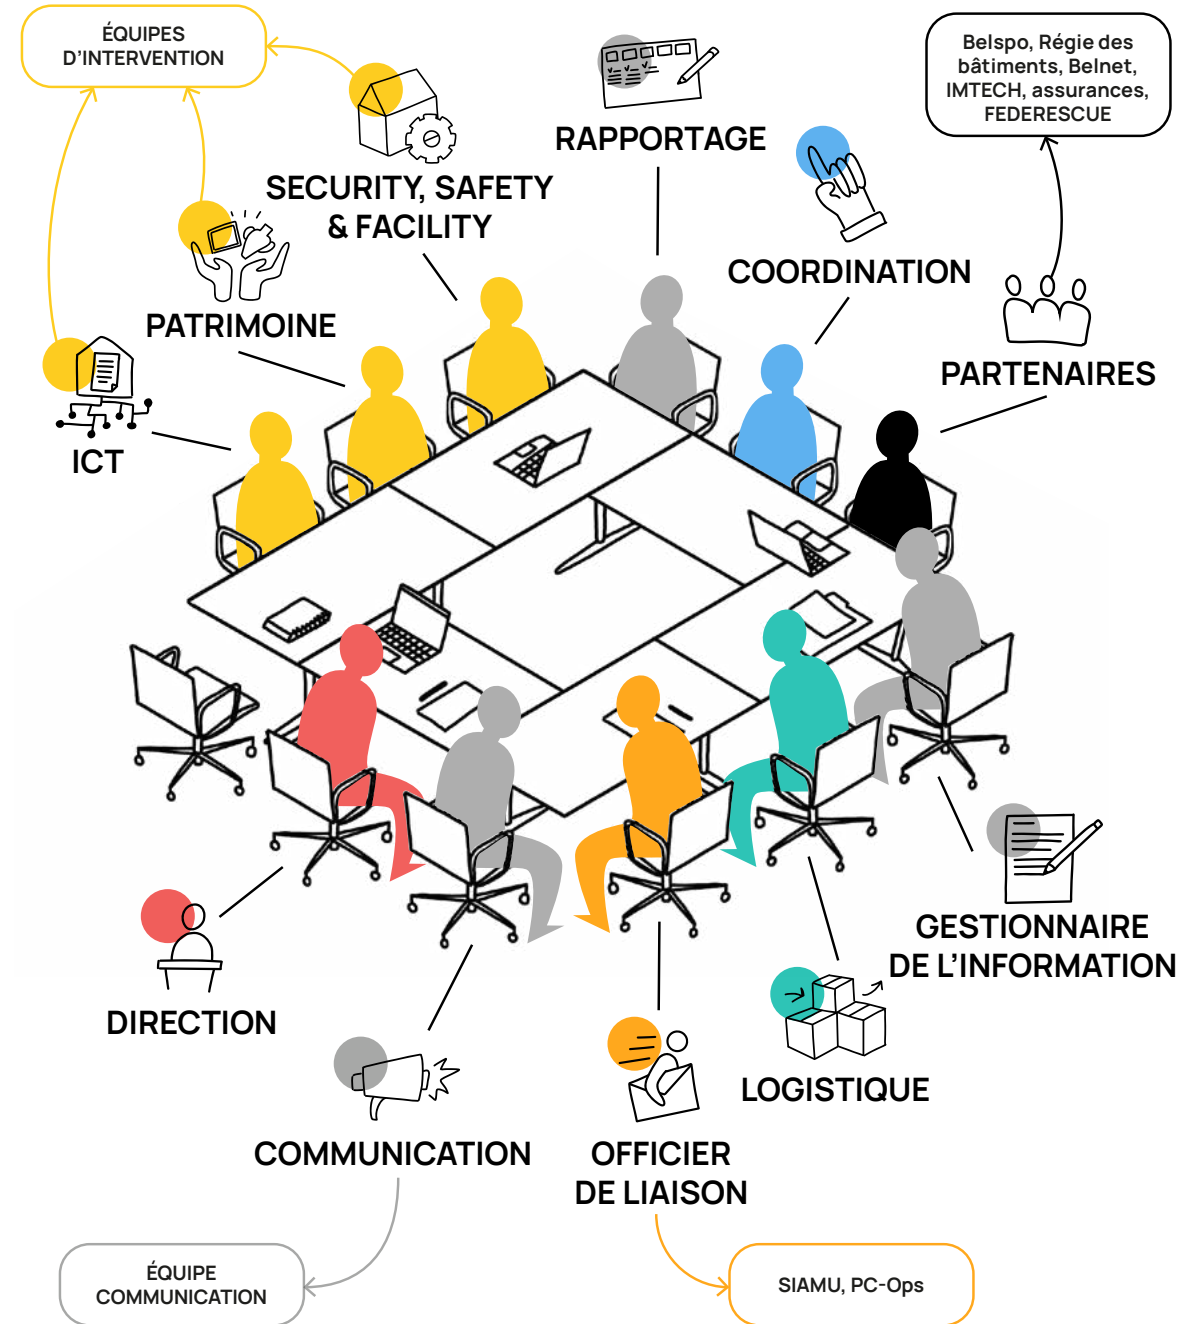 ÉQUIPES
D’INTERVENTION
Belspo, Régie des
bâtiments, Belnet,
IMTECH, assurances,
FEDERESCUE
RAPPORTAGE
SECURITY, SAFETY
& FACILITY
COORDINATION
PATRIMOINE
PARTENAIRES
ICT
GESTIONNAIRE
DE L’INFORMATION
DIRECTION
LOGISTIQUE
COMMUNICATION
OFFICIER
DE LIAISON
ÉQUIPE
COMMUNICATION
SIAMU, PC-Ops